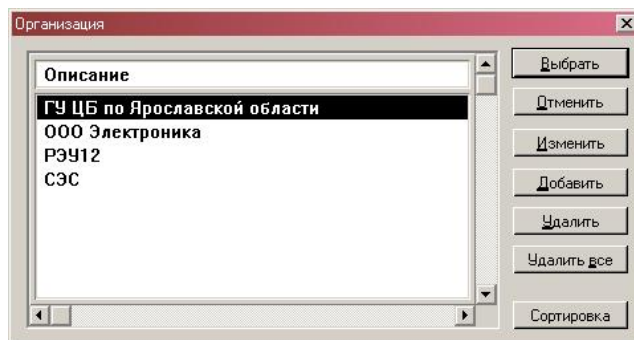 Организация
Описание
ГУ ЦБ по Ярославской области
ООО Электроника
РЭУ12
СЭС
Выбрать
Отменить
Изменить
Добавить
Удалить
Удалить все
Сортировка